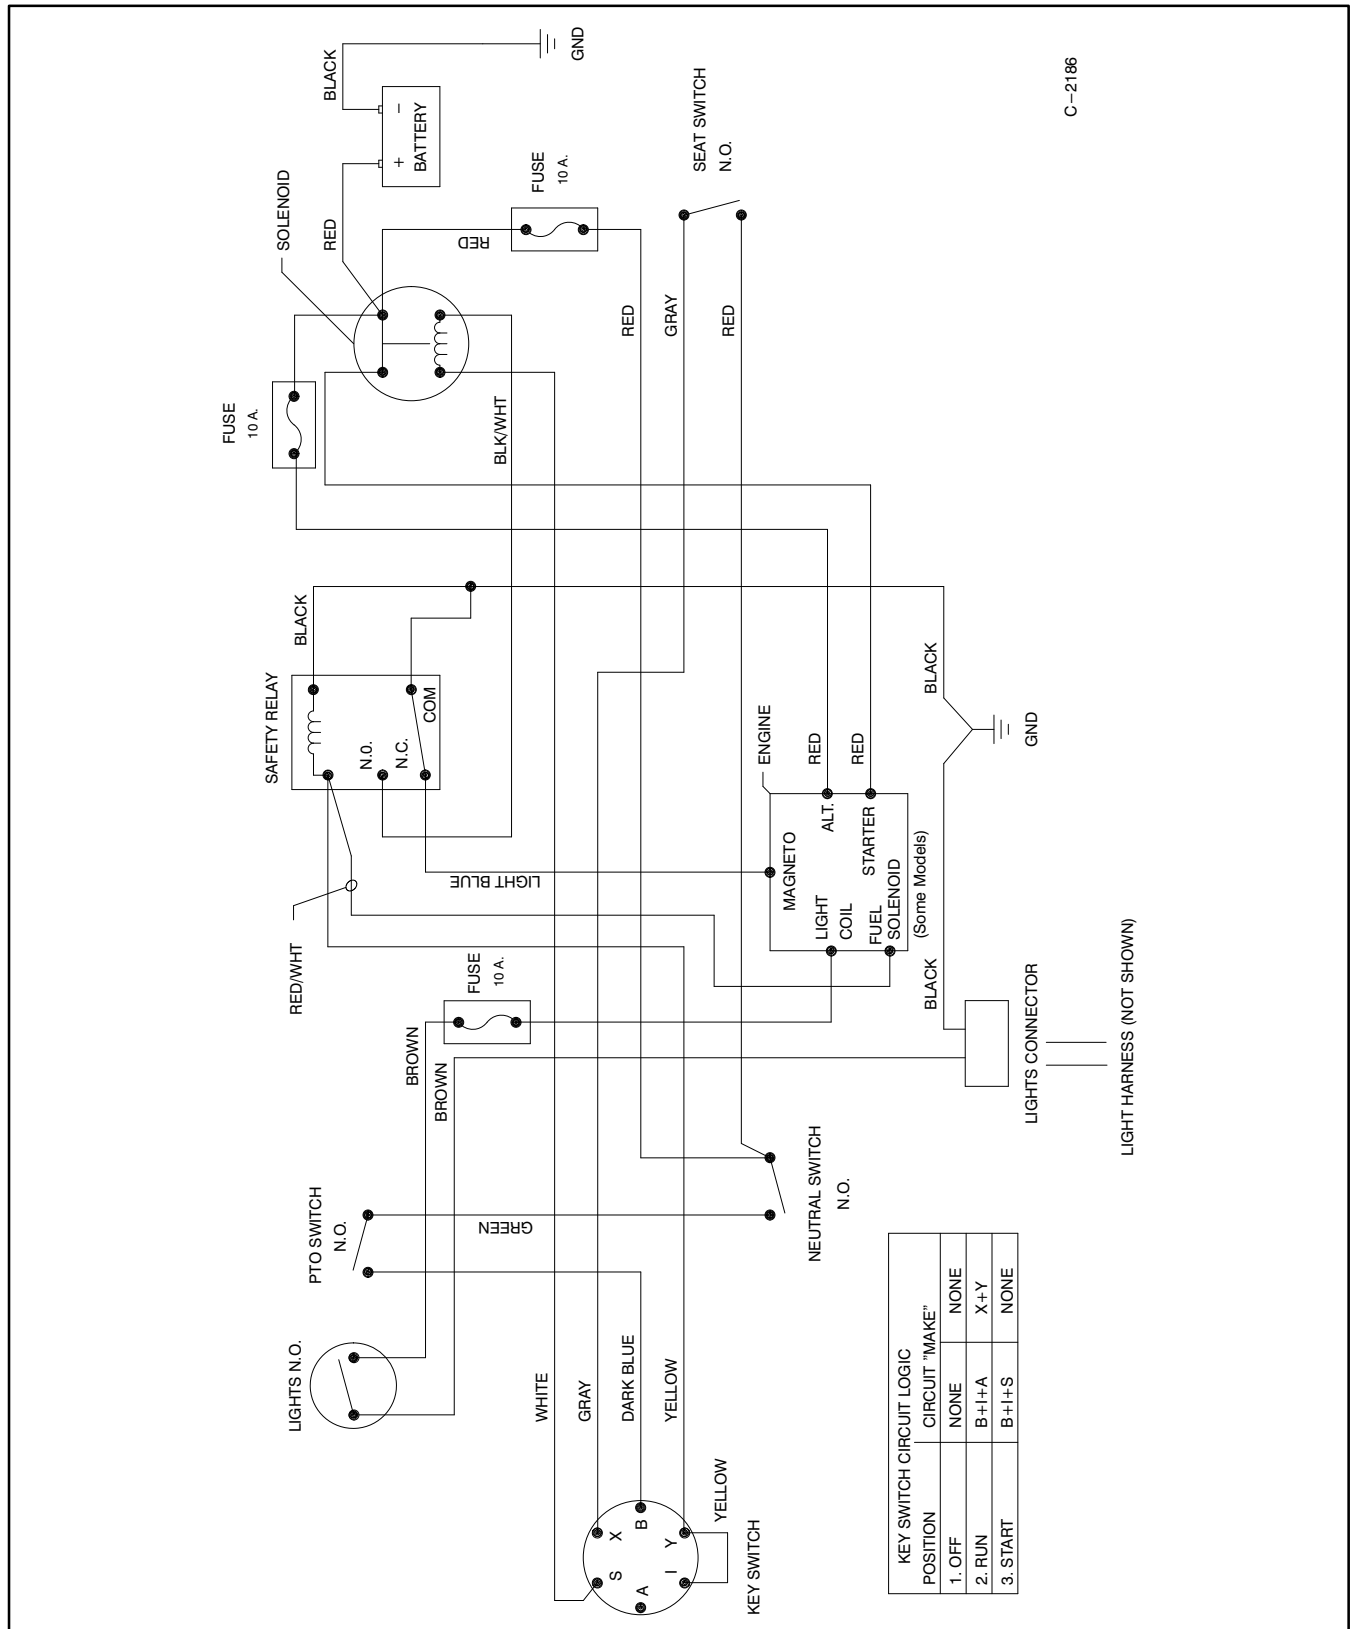 BLACK
GND
BATTERY
+
−
SOLENOID
RED
FUSE
10 A.
RED
FUSE
10 A.
SEAT SWITCH
N.O.
C−2186
RED
GRAY
RED
BLK/WHT
BLACK
SAFETY RELAY
N.0.
N.C.
COM
ENGINE
RED
RED
BLACK
GND
MAGNETO
ALT.
LIGHT
COIL
STARTER
FUEL
SOLENOID
(Some Models)
LIGHT BLUE
RED/WHT
FUSE
10 A.
BLACK
LIGHTS CONNECTOR
LIGHT HARNESS (NOT SHOWN)
BROWN
BROWN
PTO SWITCH
N.O.
GREEN
NEUTRAL SWITCH
N.O.
LIGHTS N.O.
WHITE
GRAY
DARK BLUE
YELLOW
S
X
A
B
I
Y
YELLOW
KEY SWITCH
KEY SWITCH CIRCUIT LOGIC
POSITION CIRCUIT ”MAKE”
1. OFF NONE NONE
2. RUN B+I+A X+Y
3. START B+I+S NONE